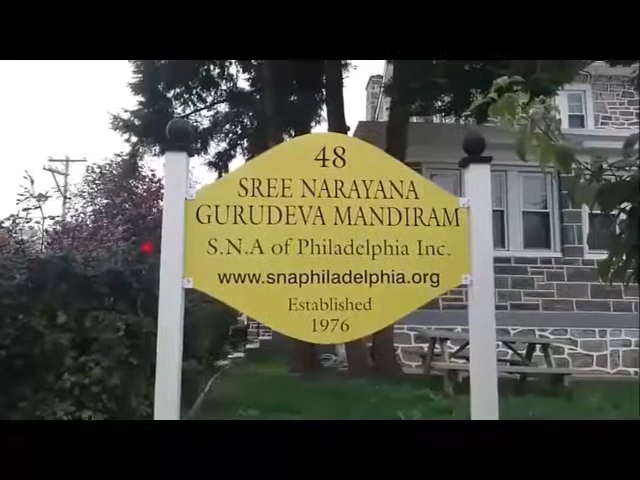 48
SREE NARAYANA
GURUDEVA MANDIRAM
S.N.A of Philadelphia Inc.
www.snaphiladelphia.org
Established
1976